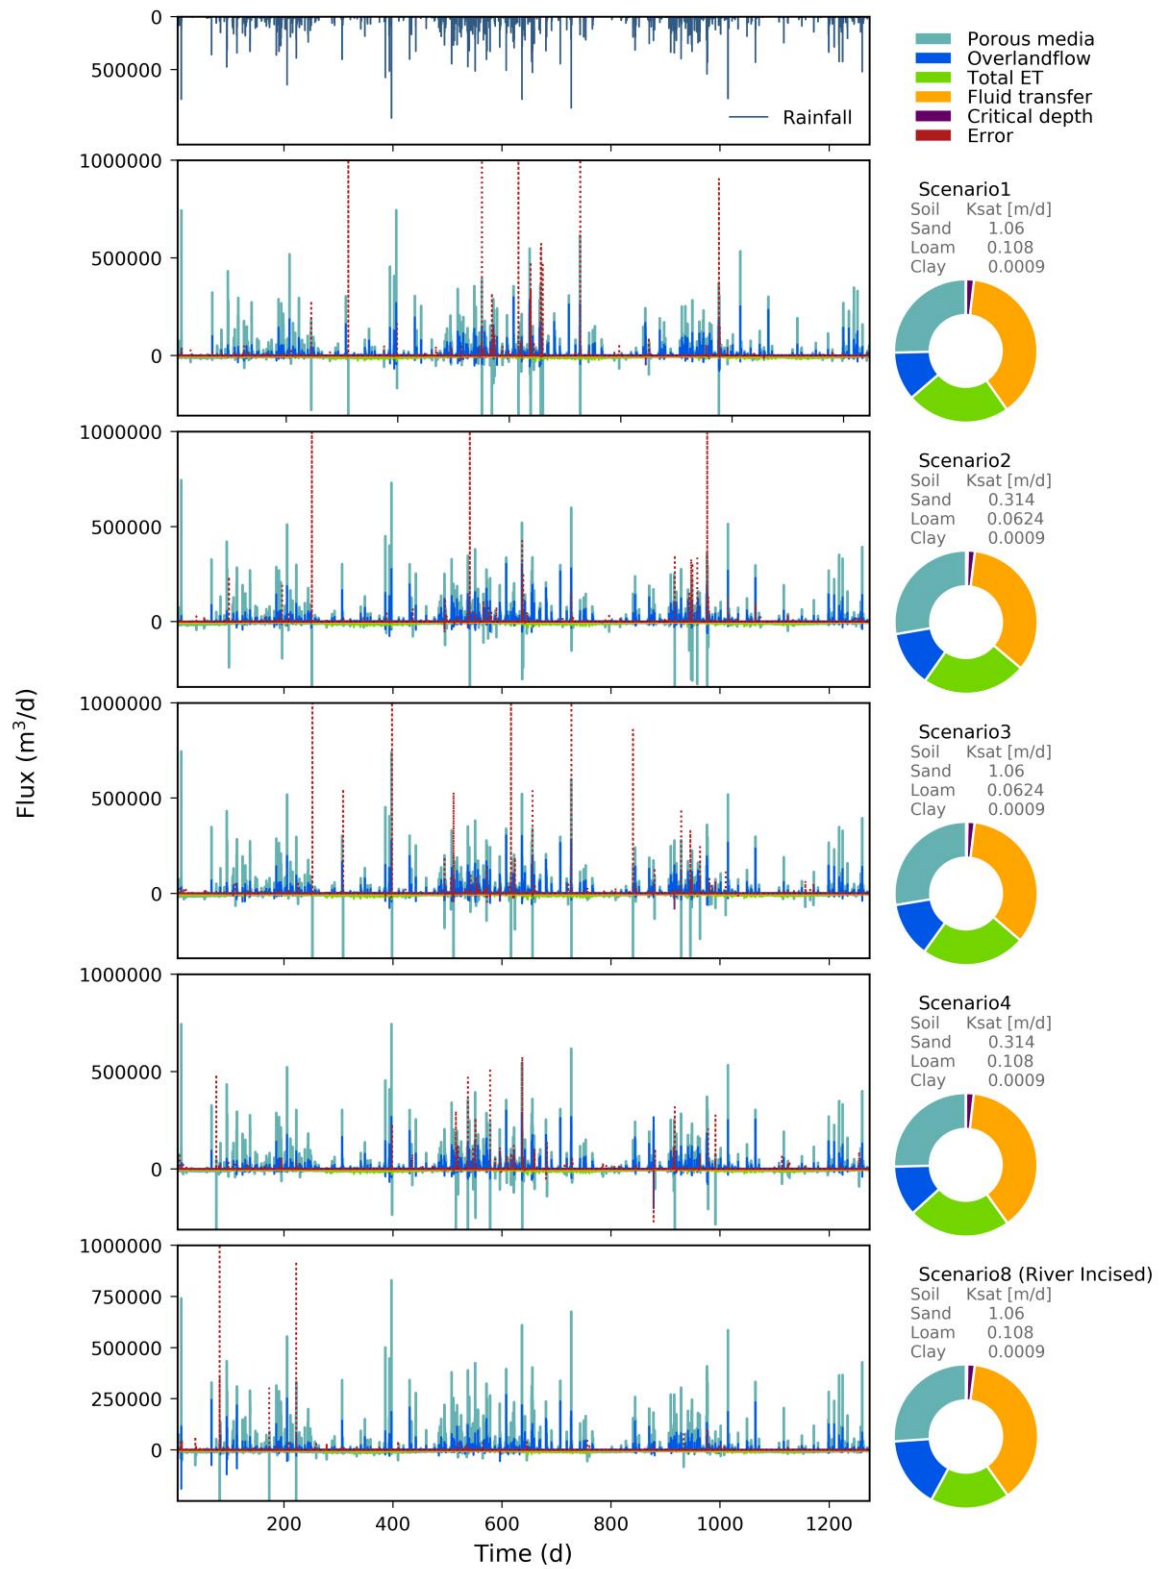 0
500000
Rainfall
Porous media
Overlandflow
Total ET
Fluid transfer
Critical depth
Error
Flux (m³/d)
1000000
500000
0
Scenario1
Soil Ksat [m/d]
Sand 1.06
Loam 0.108
Clay 0.0009
1000000
500000
0
Scenario2
Soil Ksat [m/d]
Sand 0.314
Loam 0.0624
Clay 0.0009
1000000
500000
0
Scenario3
Soil Ksat [m/d]
Sand 1.06
Loam 0.0624
Clay 0.0009
1000000
500000
0
Scenario4
Soil Ksat [m/d]
Sand 0.314
Loam 0.108
Clay 0.0009
1000000
750000
500000
250000
0
Scenario8 (River Incised)
Soil Ksat [m/d]
Sand 1.06
Loam 0.108
Clay 0.0009
200 400 600 800 1000 1200
Time (d)